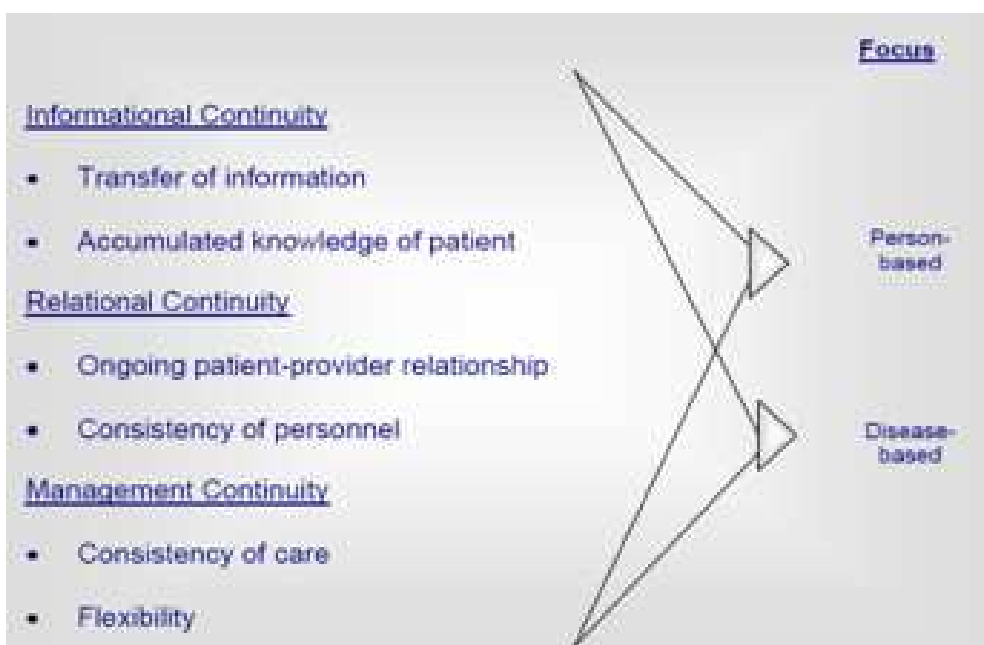 Focus
Informational Continuity
• Transfer of information
• Accumulated knowledge of patient
Relational Continuity
• Ongoing patient-provider relationship
• Consistency of personnel
Management Continuity
• Consistency of care
• Flexibility
Person-
based
Disease-
based